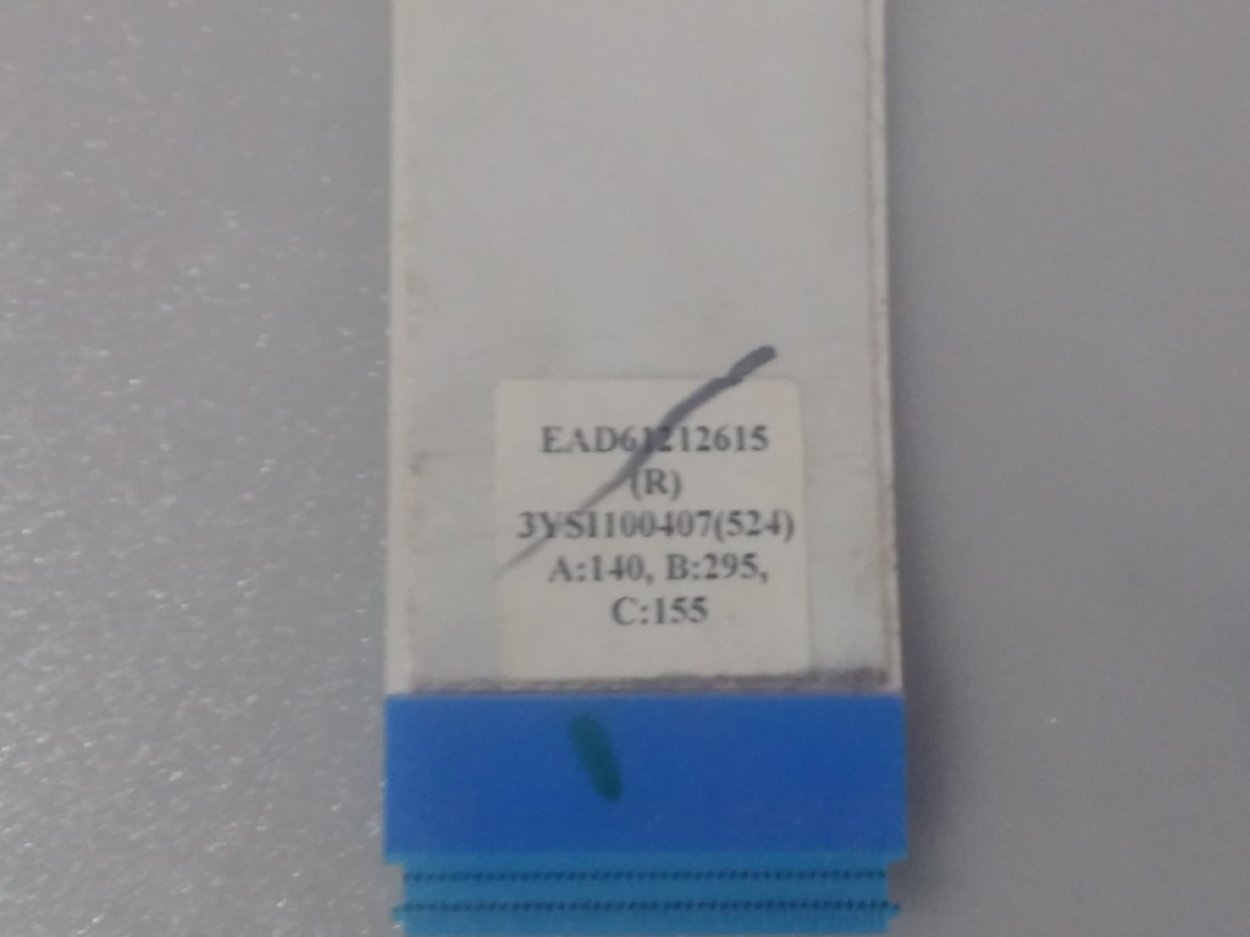 EAD61212615
(R)
3YSI100407(524)
A:140, B:295,
C:155